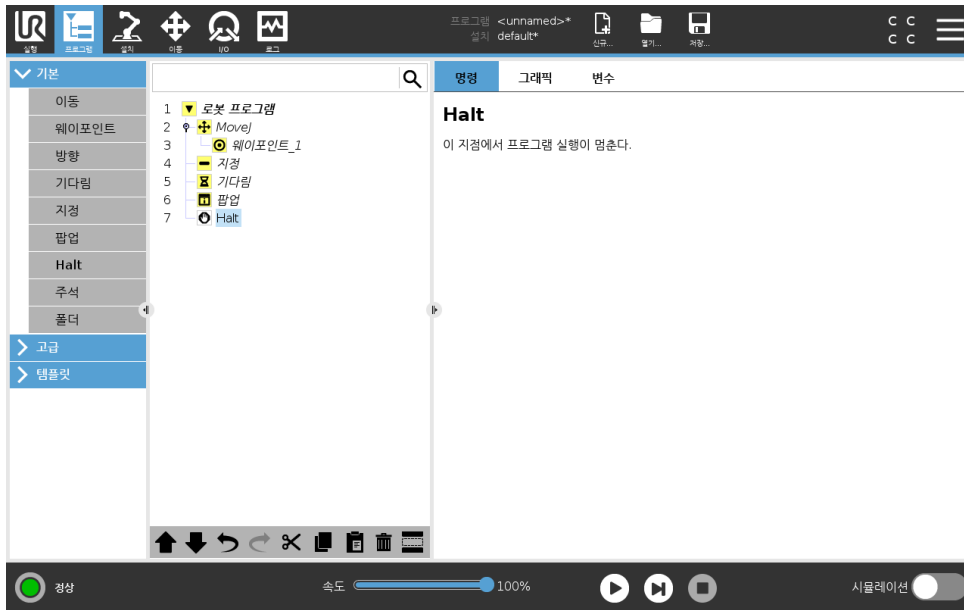 UR
실행
프로그램
설치
이동
I/O
로그
프로그램 <unnamed>*
설치 default*
신규...
열기...
저장...
C C
C C
기본
이동
웨이포인트
방향
기다림
지정
팝업
Halt
주석
폴더
고급
템플릿
1 로봇 프로그램
2 MoveJ
3 웨이포인트_1
4 지정
5 기다림
6 팝업
7 Halt
명령 그래픽 변수
Halt
이 지점에서 프로그램 실행이 멈춘다.
정상
속도 100%
시뮬레이션